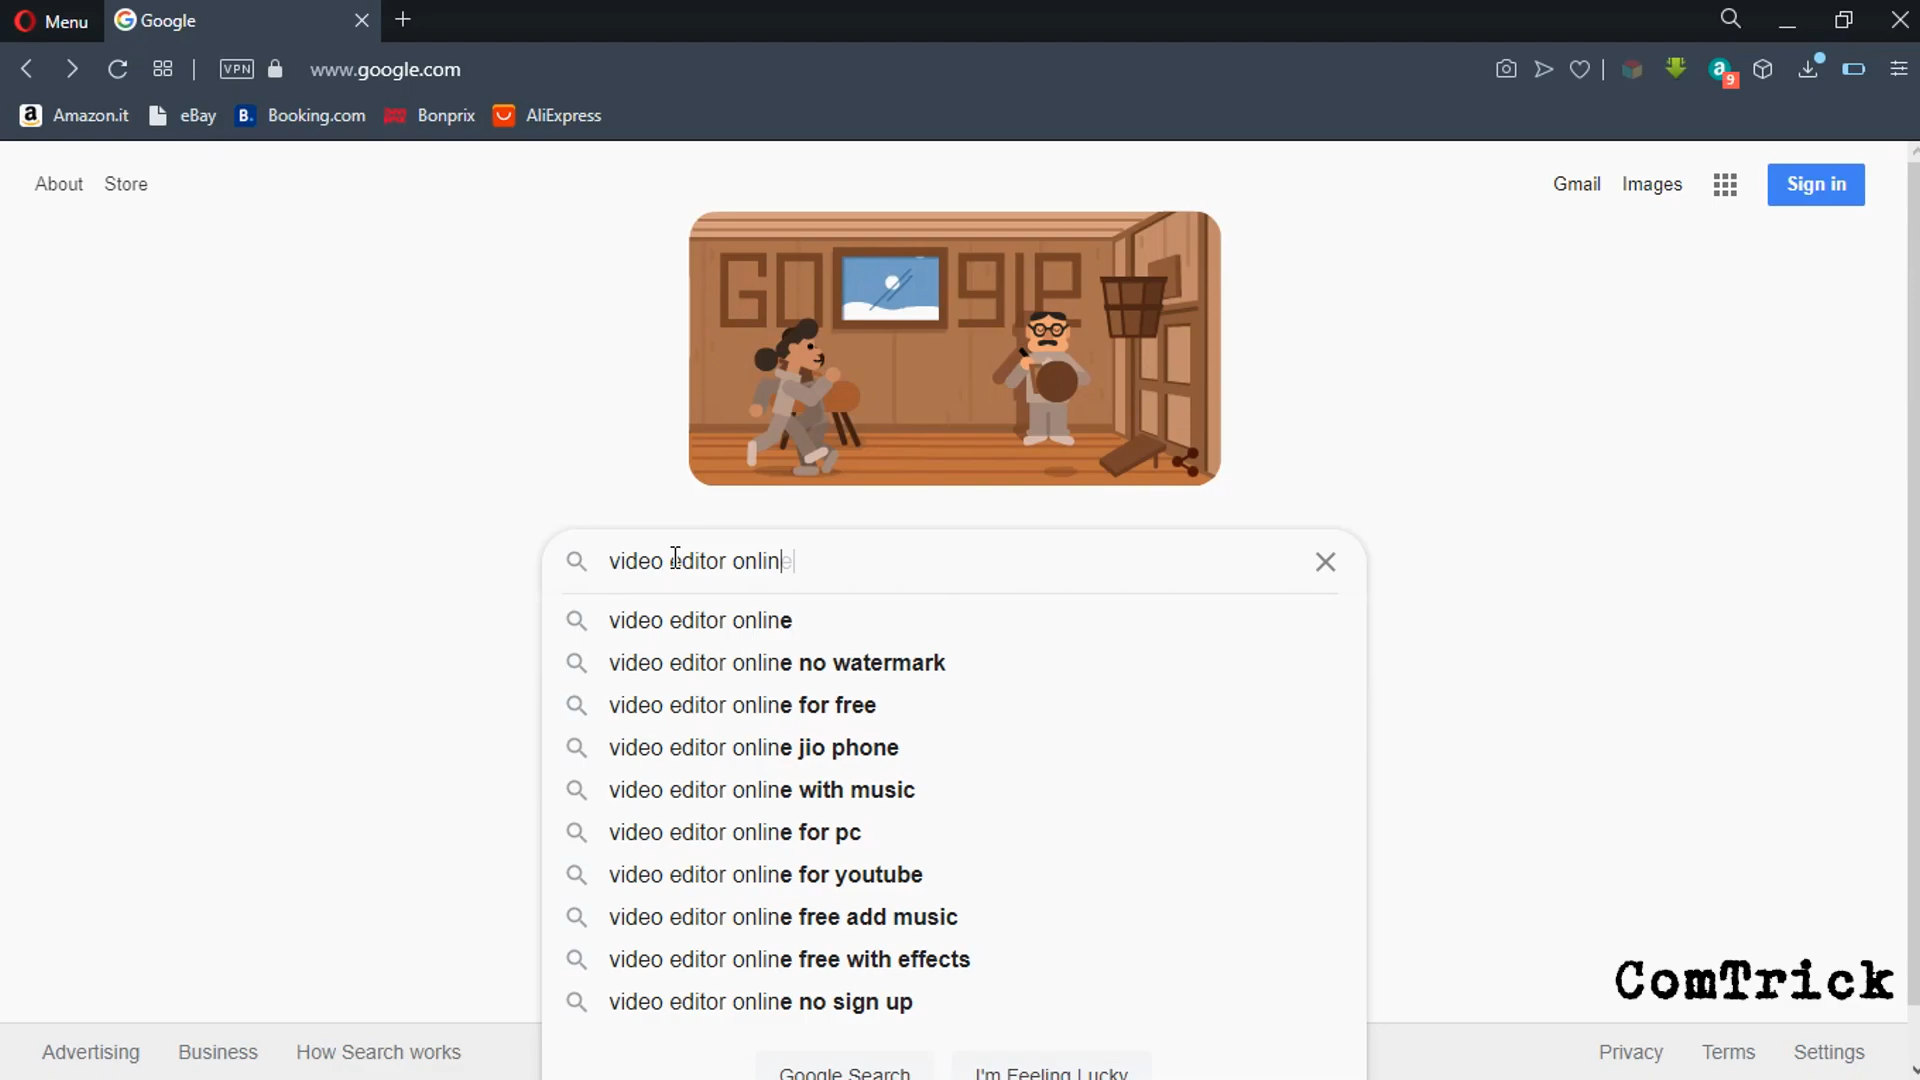 Menu
Google
VPN
www.google.com
9
a Amazon.it
eBay
B. Booking.com
Bonprix
AliExpress
About
Store
Gmail
Images
Sign in
video editor online
video editor online
video editor online no watermark
video editor online for free
video editor online jio phone
video editor online with music
video editor online for pc
video editor online for youtube
video editor online free add music
video editor online free with effects
video editor online no sign up
ComTrick
Google Search
I'm Feeling Lucky
Advertising
Business
How Search works
Privacy
Terms
Settings